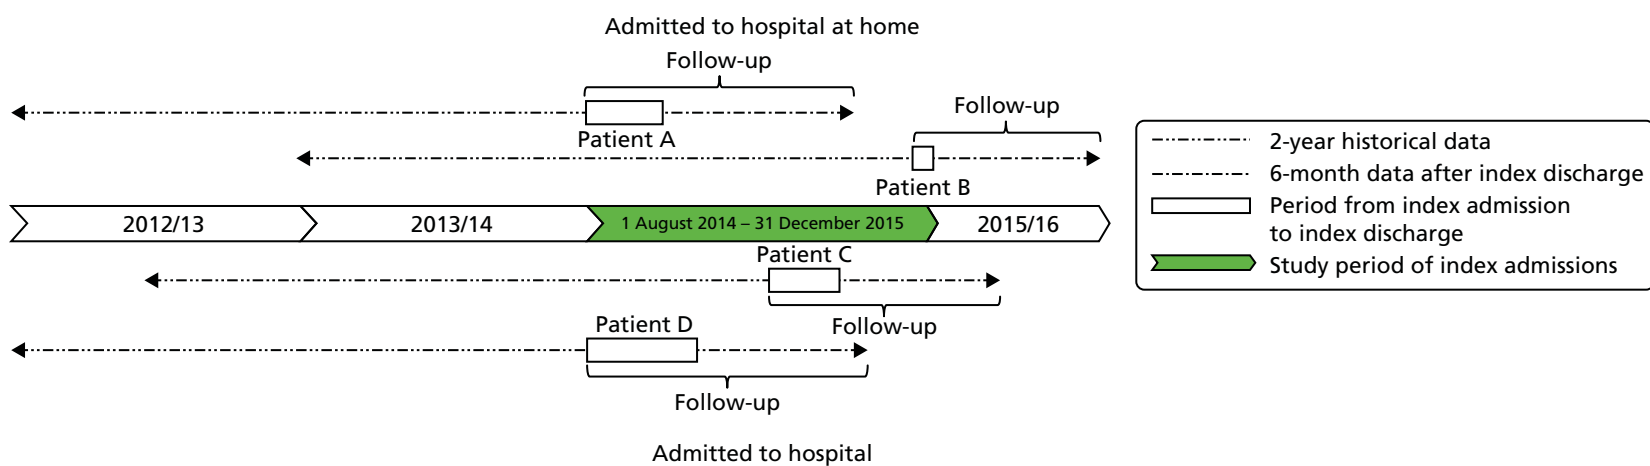 Admitted to hospital at home
Follow-up
Patient A
Follow-up
Patient B
2012/13
2013/14
1 August 2014 – 31 December 2015
2015/16
Patient C
Follow-up
Patient D
Follow-up
Admitted to hospital
2-year historical data
6-month data after index discharge
Period from index admission
to index discharge
Study period of index admissions